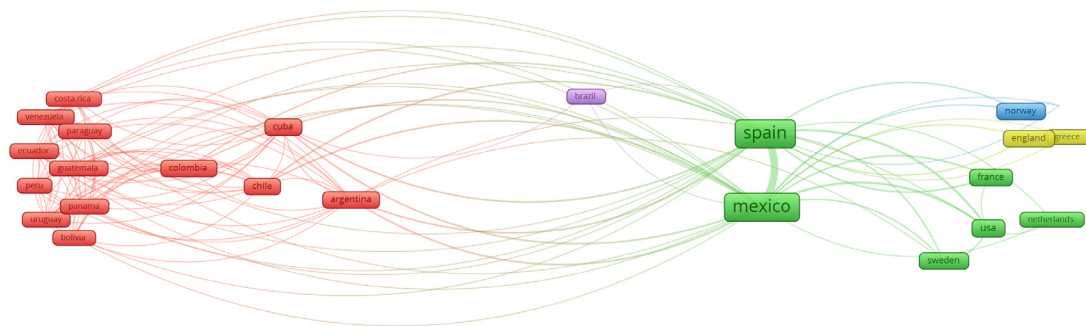 costa rica
venezuela
paraguay
ecuador
guatemala
peru
panama
uruguay
bolivia
cuba
colombia
chile
argentina
brazil
spain
mexico
norway
england
greece
france
netherlands
usa
sweden